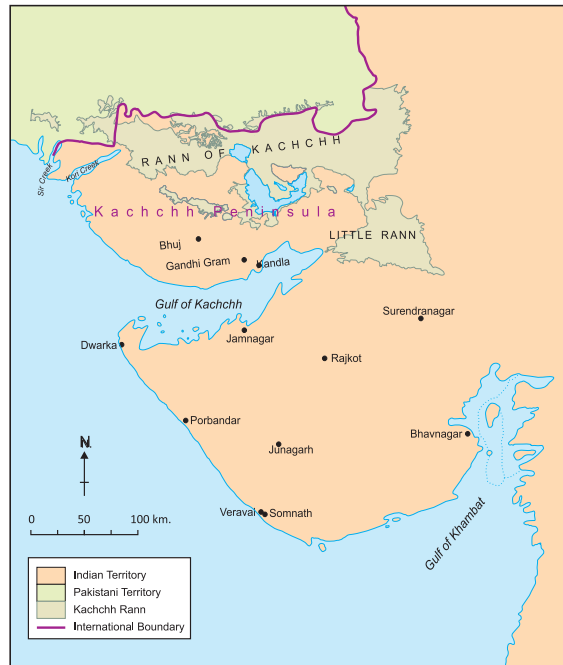 RANN OF KACHCHH
Sir Creek
Kori Creek
Kachchh Peninsula
LITTLE RANN
Bhuj
Gandhi Gram
Kandla
Gulf of Kachchh
Surendranagar
Jamnagar
Dwarka
Rajkot
Porbandar
Bhavnagar
Junagarh
N
Veraval
Somnath
Gulf of Khambat
0 50 100 km.
Indian Territory
Pakistani Territory
Kachchh Rann
International Boundary